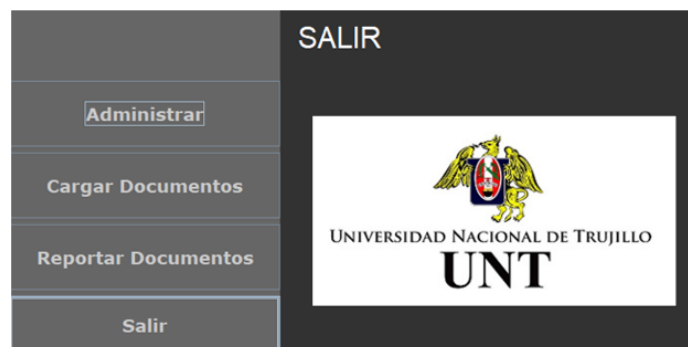 SALIR
Administrar
Cargar Documentos
Reportar Documentos
Salir
UNIVERSIDAD NACIONAL DE TRUJILLO
UNT